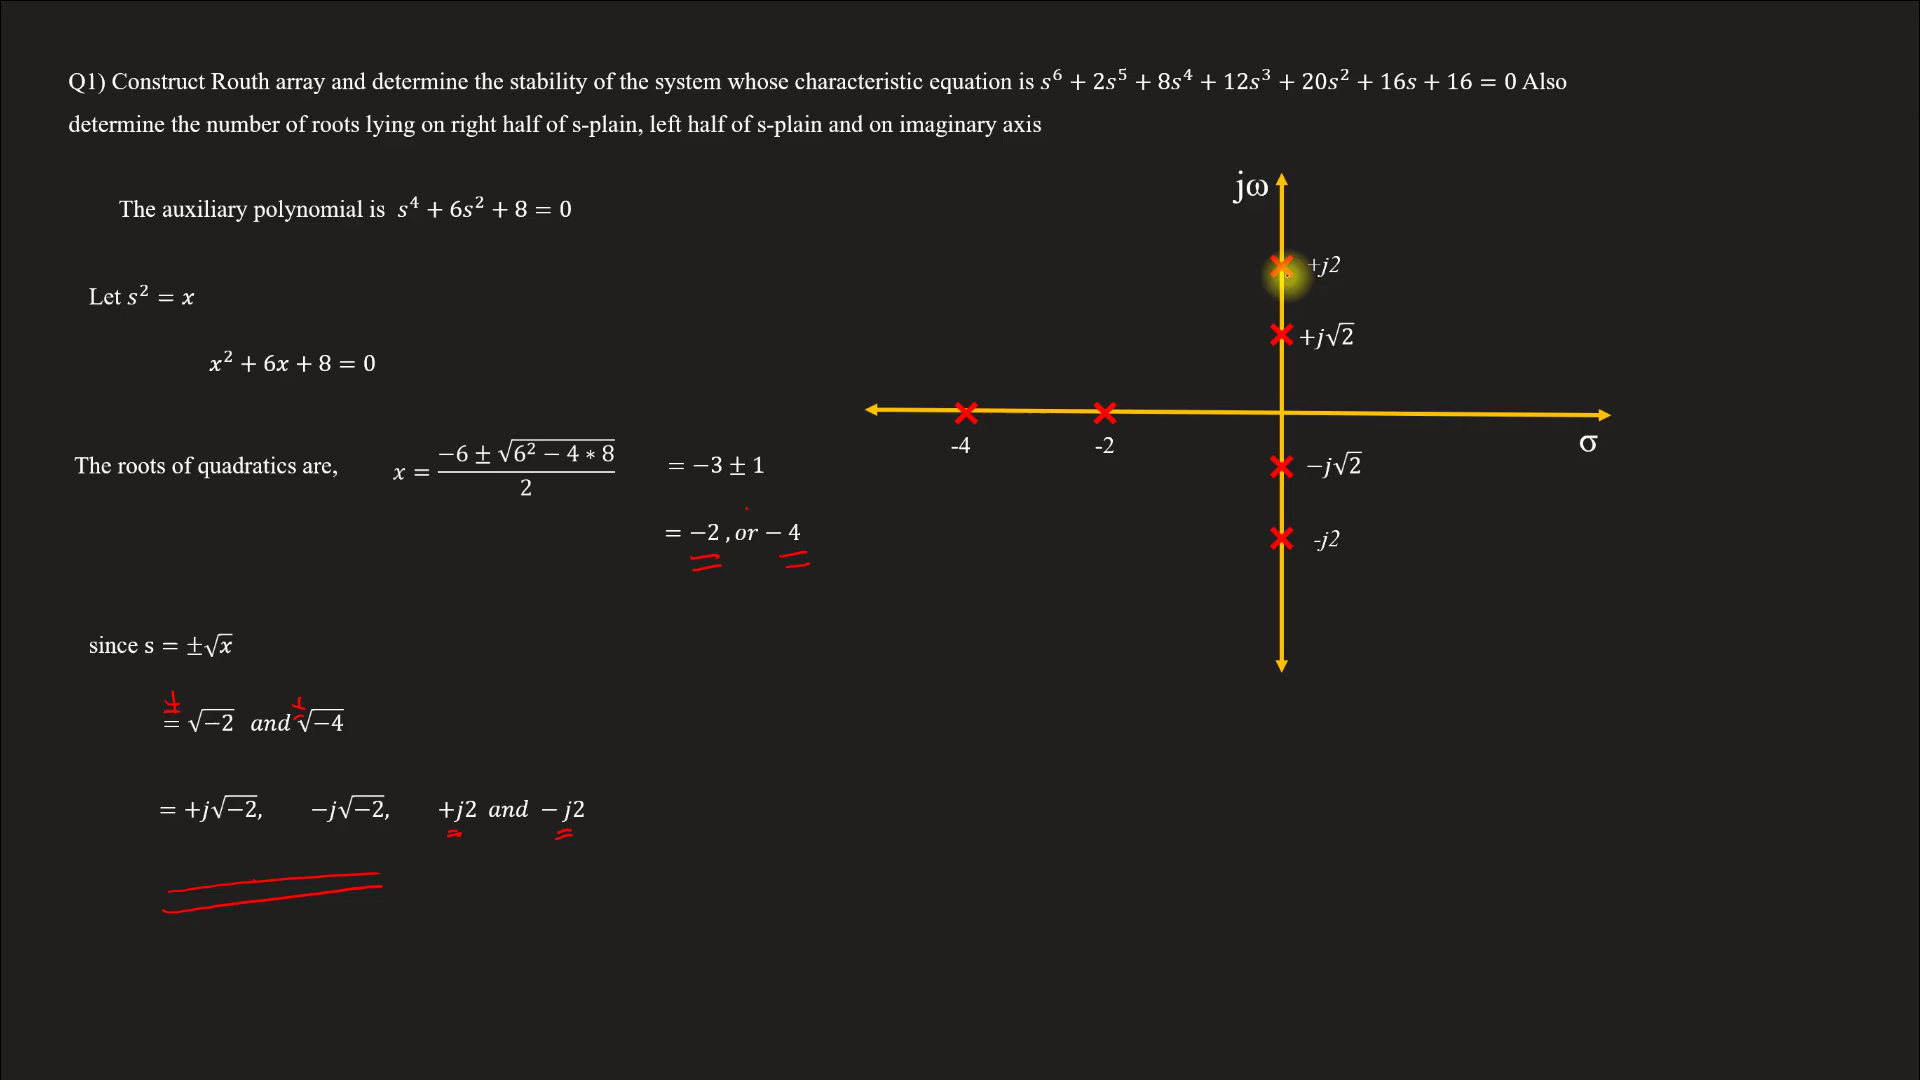 Q1) Construct Routh array and determine the stability of the system whose characteristic equation is s⁶ + 2s⁵ + 8s⁴ + 12s³ + 20s² + 16s + 16 = 0 Also
determine the number of roots lying on right half of s-plain, left half of s-plain and on imaginary axis
The auxiliary polynomial is s⁴ + 6s² + 8 = 0
Let s² = x
x² + 6x + 8 = 0
The roots of quadratics are, x = (−6 ± √(6² − 4 ∗ 8))/2 = −3 ± 1
= −2 , or − 4
since s = ±√x
± = √−2 and ± √−4
= +j√−2, −j√−2, +j2 and − j2
jω
+j2
+j√2
-4
-2
σ
−j√2
-j2